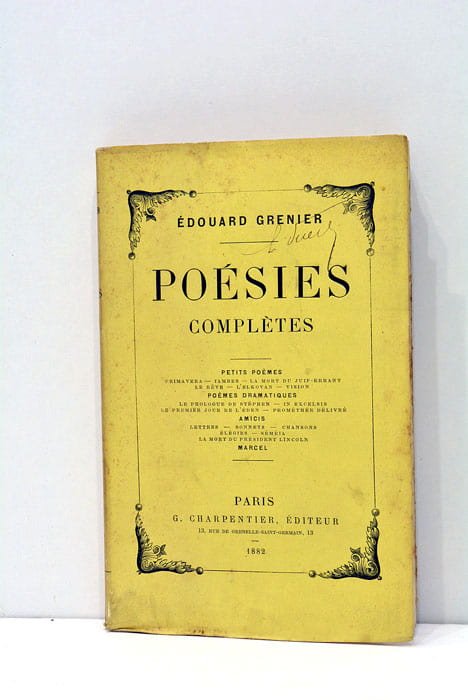 ÉDOUARD GRENIER
POÉSIES
COMPLÈTES
PETITS POÈMES
PRIMAVERA — IAMBES — LA MORT DU JUIF-ERRANT
LE RÊVE — L'ELKOVAN — VISION
POÈMES DRAMATIQUES
LE PROLOGUE DE STÉPHEN — IN EXCELSIS
LE PREMIER JOUR DE L'ÉDEN — PROMÉTHÉE DÉLIVRÉ
AMICIS
LETTRES — SONNETS — CHANSONS
ÉLÉGIES — SÉMÉIA
LA MORT DU PRÉSIDENT LINCOLN
MARCEL
PARIS
G. CHARPENTIER, ÉDITEUR
13, RUE DE GRENELLE-SAINT-GERMAIN, 13
1882